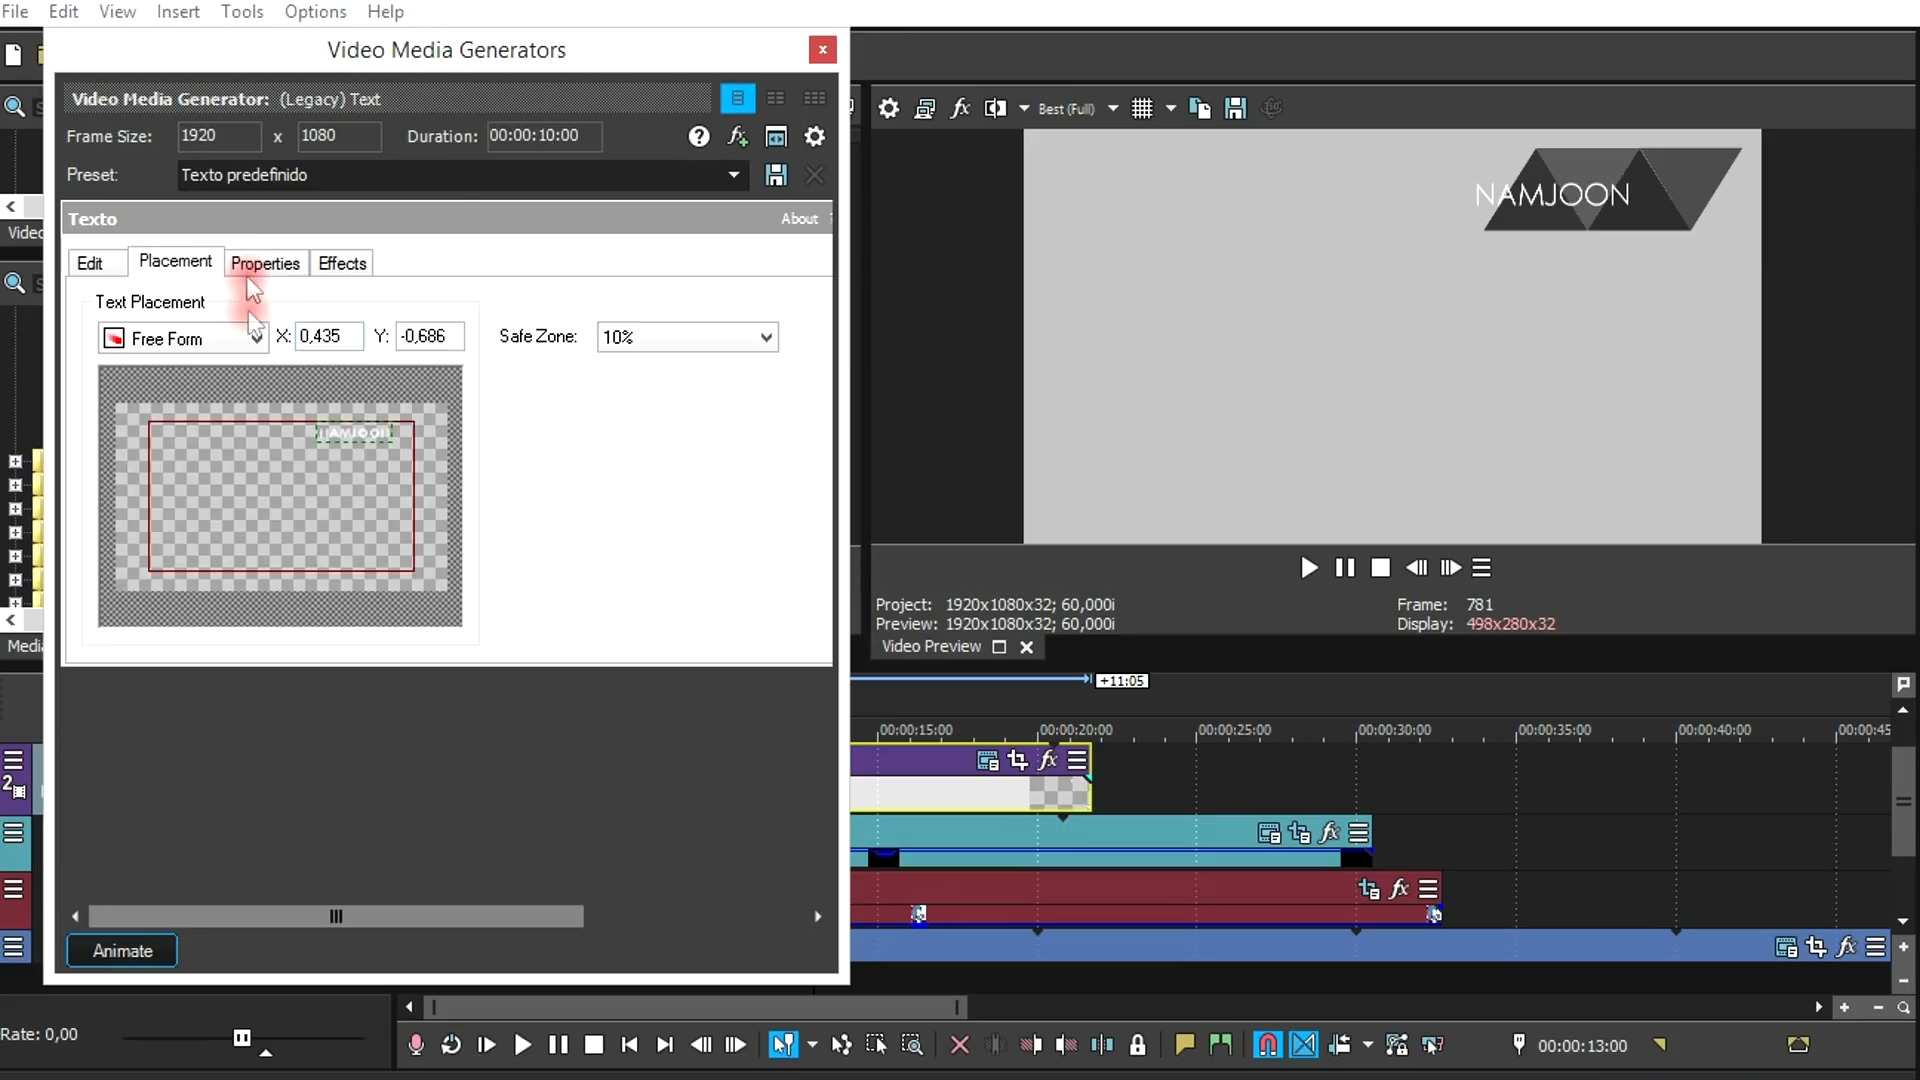 File Edit View Insert Tools Options Help
Video Media Generators
x
Video Media Generator: (Legacy) Text
Frame Size: 1920 x 1080 Duration: 00:00:10:00
Preset: Texto predefinido
Texto About ?
Edit Placement Properties Effects
Text Placement
Free Form X: 0,435 Y: -0,686 Safe Zone: 10%
NAMJOON
Animate
Best (Full)
NAMJOON
Project: 1920x1080x32; 60,000i
Preview: 1920x1080x32; 60,000i
Frame: 781
Display: 498x280x32
Video Preview
+11:05
00:00:15:00 00:00:20:00 00:00:25:00 00:00:30:00 00:00:35:00 00:00:40:00 00:00:45
2
Rate: 0,00
00:00:13:00